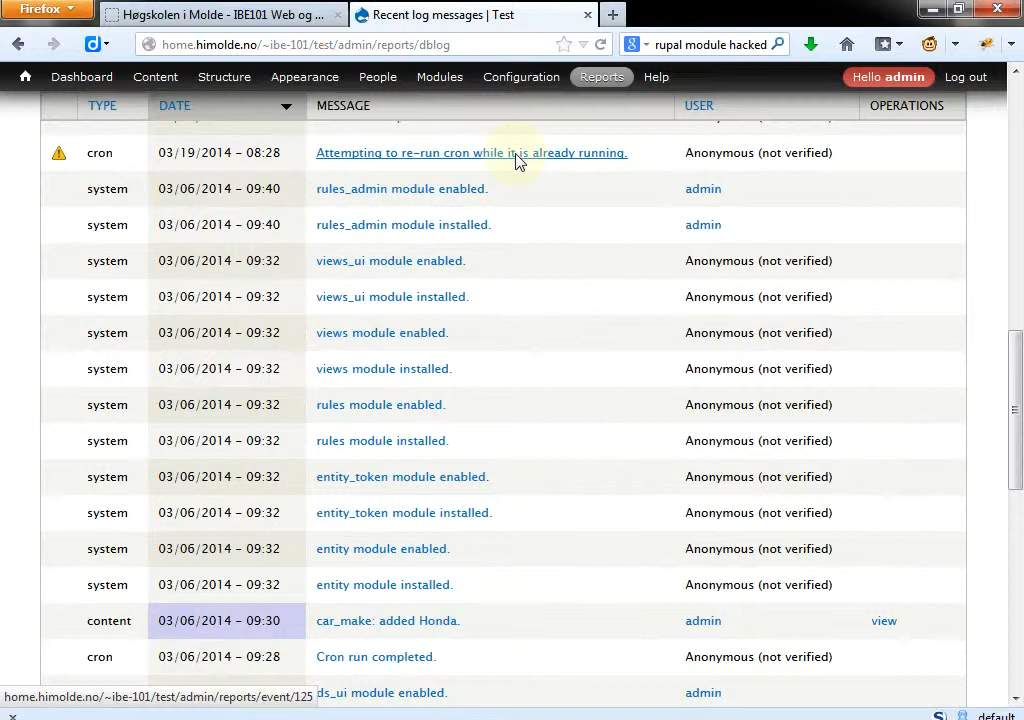 Firefox
Høgskolen i Molde - IBE101 Web og ...
Recent log messages | Test
home.himolde.no/~ibe-101/test/admin/reports/dblog
rupal module hacked
Dashboard Content Structure Appearance People Modules Configuration Reports Help Hello admin Log out
TYPE DATE MESSAGE USER OPERATIONS
cron 03/19/2014 - 08:28 Attempting to re-run cron while it is already running. Anonymous (not verified)
system 03/06/2014 - 09:40 rules_admin module enabled. admin
system 03/06/2014 - 09:40 rules_admin module installed. admin
system 03/06/2014 - 09:32 views_ui module enabled. Anonymous (not verified)
system 03/06/2014 - 09:32 views_ui module installed. Anonymous (not verified)
system 03/06/2014 - 09:32 views module enabled. Anonymous (not verified)
system 03/06/2014 - 09:32 views module installed. Anonymous (not verified)
system 03/06/2014 - 09:32 rules module enabled. Anonymous (not verified)
system 03/06/2014 - 09:32 rules module installed. Anonymous (not verified)
system 03/06/2014 - 09:32 entity_token module enabled. Anonymous (not verified)
system 03/06/2014 - 09:32 entity_token module installed. Anonymous (not verified)
system 03/06/2014 - 09:32 entity module enabled. Anonymous (not verified)
system 03/06/2014 - 09:32 entity module installed. Anonymous (not verified)
content 03/06/2014 - 09:30 car_make: added Honda. admin view
cron 03/06/2014 - 09:28 Cron run completed. Anonymous (not verified)
home.himolde.no/~ibe-101/test/admin/reports/event/125 ds_ui module enabled. admin
default